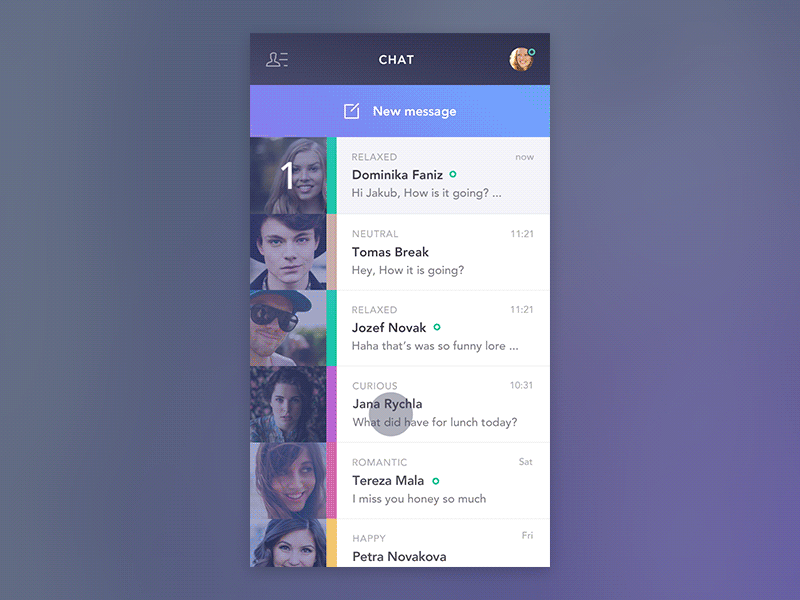 CHAT
New message
1
RELAXED
now
Dominika Faniz
Hi Jakub, How is it going? ...
NEUTRAL
11:21
Tomas Break
Hey, How it is going?
RELAXED
11:21
Jozef Novak
Haha that's was so funny lore ...
CURIOUS
10:31
Jana Rychla
What did have for lunch today?
ROMANTIC
Sat
Tereza Mala
I miss you honey so much
HAPPY
Fri
Petra Novakova